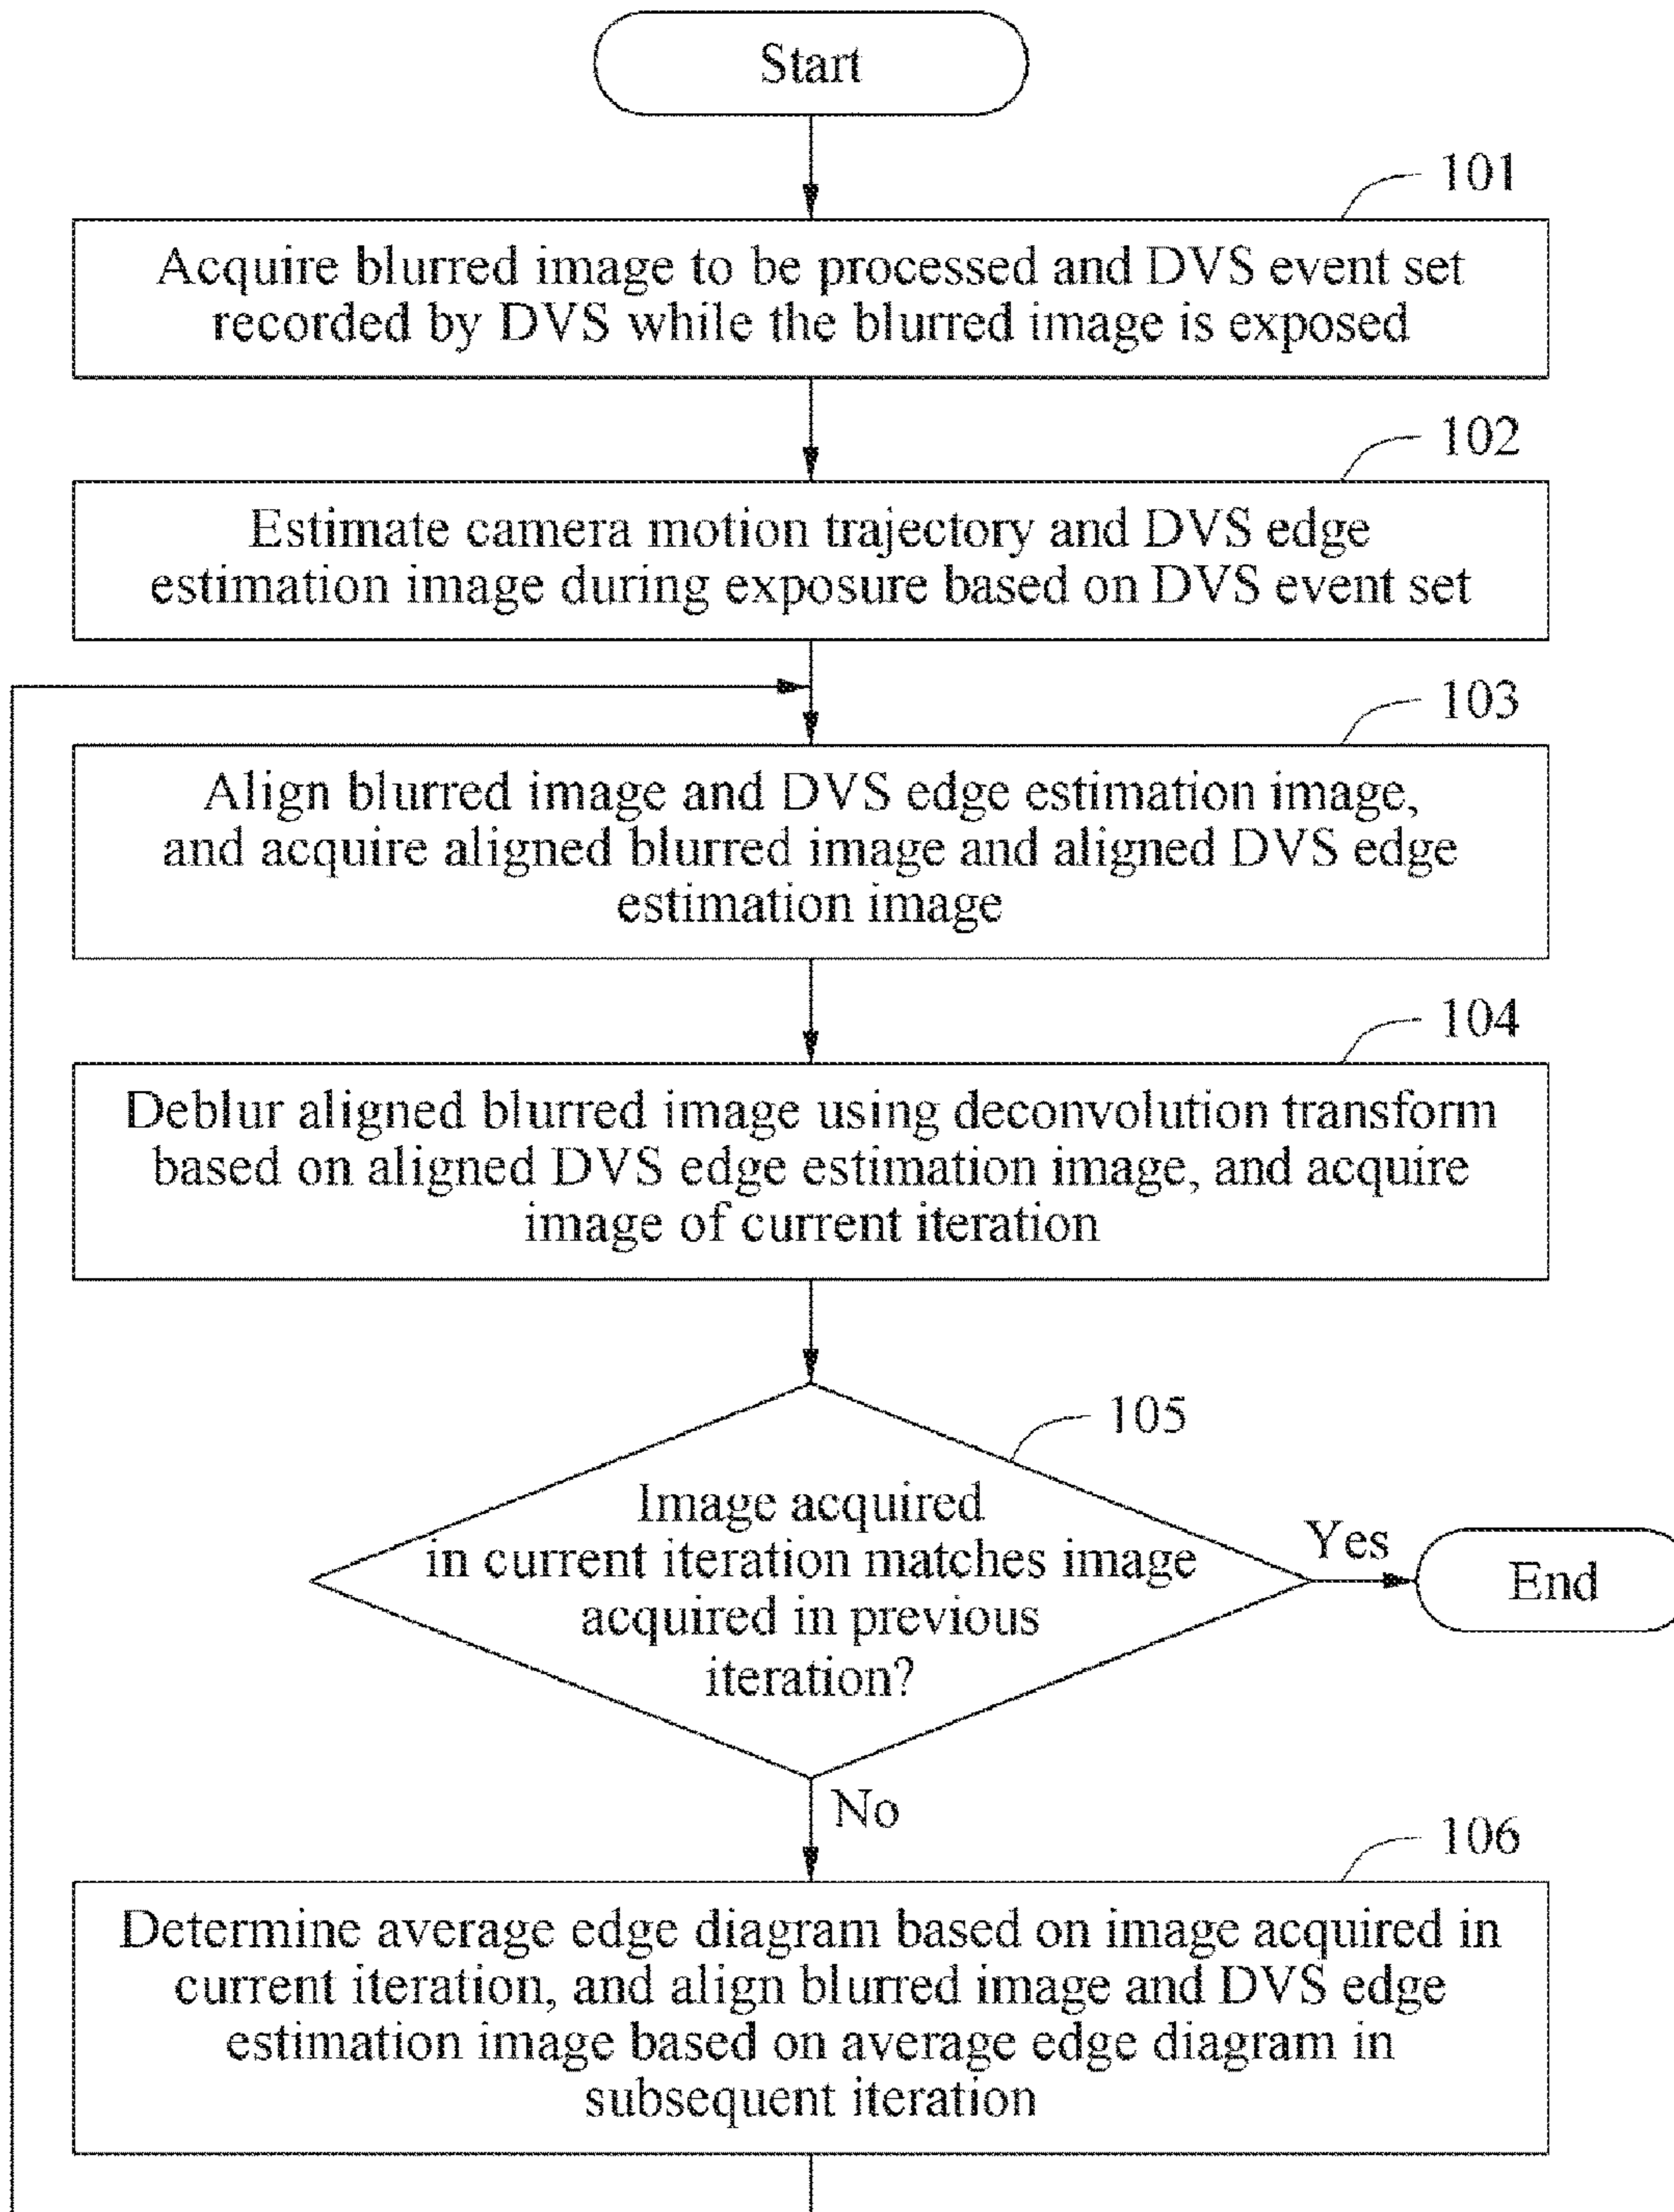 Start
101
Acquire blurred image to be processed and DVS event set
recorded by DVS while the blurred image is exposed
102
Estimate camera motion trajectory and DVS edge
estimation image during exposure based on DVS event set
103
Align blurred image and DVS edge estimation image,
and acquire aligned blurred image and aligned DVS edge
estimation image
104
Deblur aligned blurred image using deconvolution transform
based on aligned DVS edge estimation image, and acquire
image of current iteration
105
Image acquired
in current iteration matches image
acquired in previous
iteration?
Yes
End
No
106
Determine average edge diagram based on image acquired in
current iteration, and align blurred image and DVS edge
estimation image based on average edge diagram in
subsequent iteration